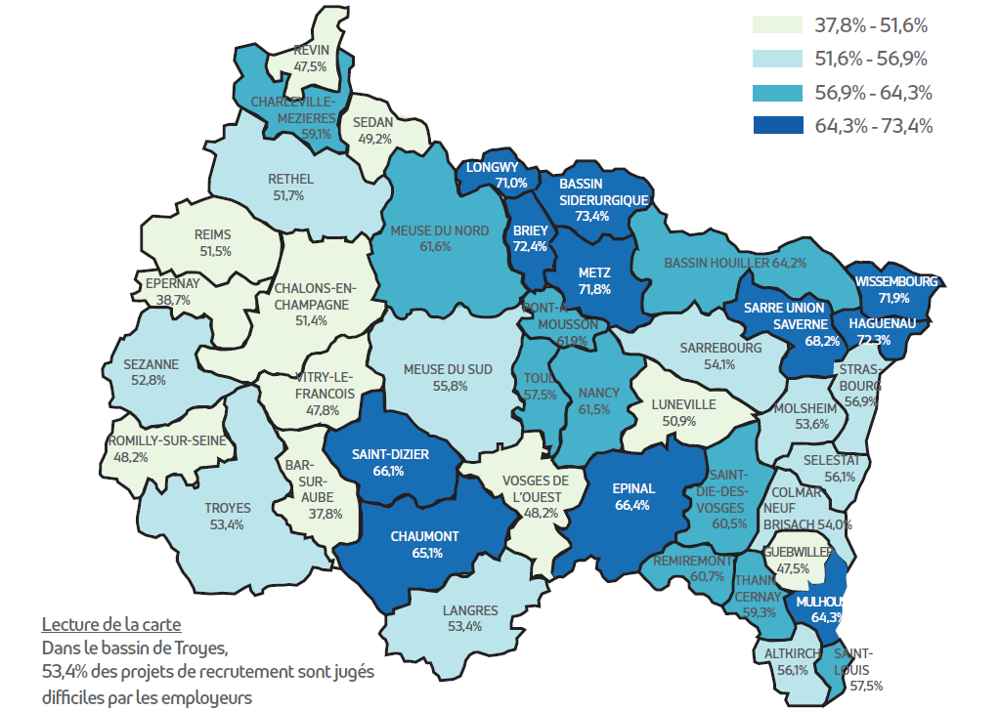 37,8% - 51,6%
51,6% - 56,9%
56,9% - 64,3%
64,3% - 73,4%
REVIN
47,5%
CHARLEVILLE-
MEZIERES
59,1%
SEDAN
49,2%
RETHEL
51,7%
LONGWY
71,0%
BASSIN
SIDERURGIQUE
73,4%
REIMS
51,5%
MEUSE DU NORD
61,6%
BRIEY
72,4%
METZ
71,8%
BASSIN HOUILLER 64,2%
WISSEMBOURG
71,9%
EPERNAY
38,7%
CHALONS-EN-
CHAMPAGNE
51,4%
PONT-A
MOUSSON
61,9%
SARRE UNION
SAVERNE
68,2%
HAGUENAU
72,3%
SEZANNE
52,8%
VITRY-LE-
FRANCOIS
47,8%
MEUSE DU SUD
55,8%
TOUL
57,5%
NANCY
61,5%
SARREBOURG
54,1%
STRAS-
BOURG
56,9%
LUNEVILLE
50,9%
MOLSHEIM
53,6%
ROMILLY-SUR-SEINE
48,2%
SAINT-DIZIER
66,1%
BAR-
SUR-
AUBE
37,8%
VOSGES DE
L'OUEST
48,2%
EPINAL
66,4%
SAINT-
DIE-DES-
VOSGES
60,5%
SELESTAT
56,1%
TROYES
53,4%
COLMAR
NEUF
BRISACH 54,0%
CHAUMONT
65,1%
REMIREMONT
60,7%
GUEBWILLER
47,5%
THANN
CERNAY
59,3%
MULHOUS
64,3%
LANGRES
53,4%
ALTKIRCH
56,1%
SAINT-
LOUIS
57,5%
Lecture de la carte
Dans le bassin de Troyes,
53,4% des projets de recrutement sont jugés
difficiles par les employeurs